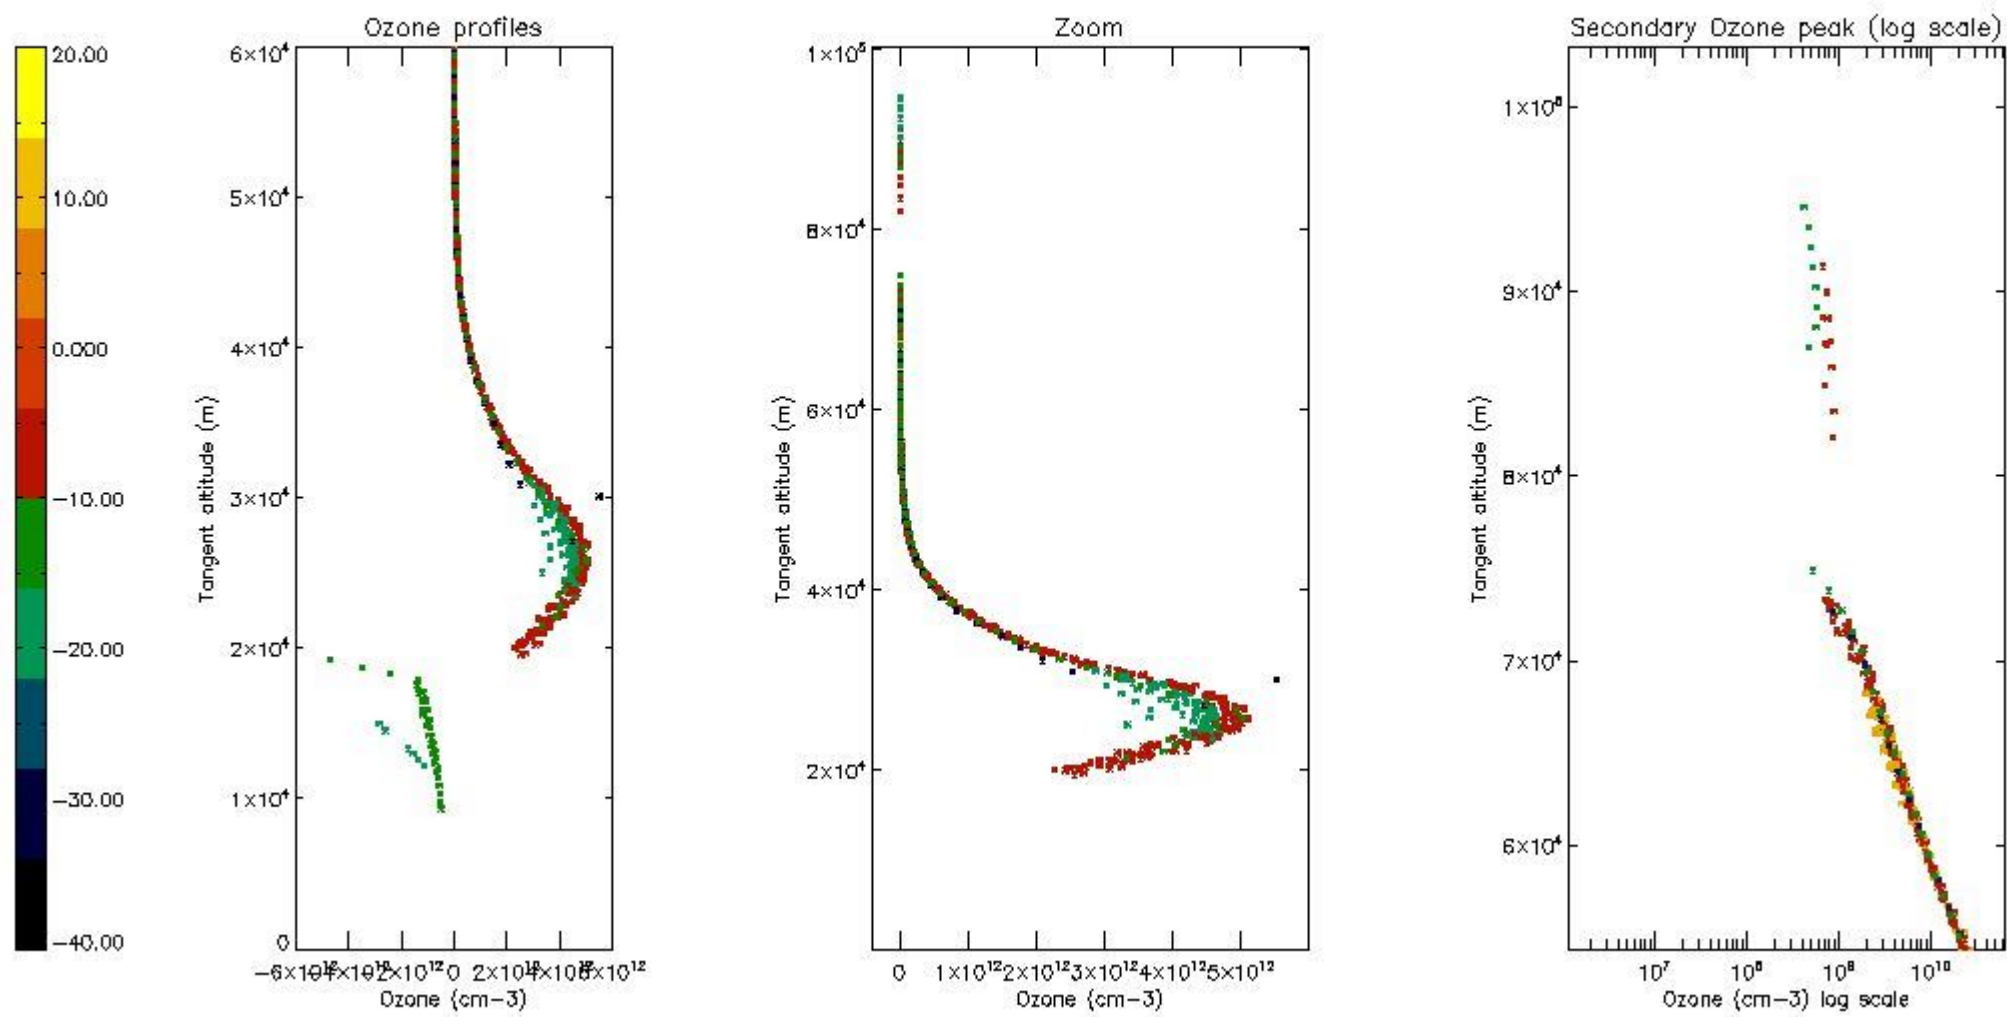 20.00
10.00
0.000
−10.00
−20.00
−30.00
−40.00
Ozone profiles
6×10⁴
5×10⁴
4×10⁴
3×10⁴
2×10⁴
1×10⁴
0
Tangent altitude (m)
0
Ozone (cm−3)
Zoom
1×10⁵
8×10⁴
6×10⁴
4×10⁴
2×10⁴
Tangent altitude (m)
0 1×10¹² 2×10¹² 3×10¹² 4×10¹² 5×10¹²
Ozone (cm−3)
Secondary Ozone peak (log scale)
9×10⁴
8×10⁴
7×10⁴
6×10⁴
Tangent altitude (m)
10⁷ 10⁸ 10⁹ 10¹⁰
Ozone (cm−3) log scale